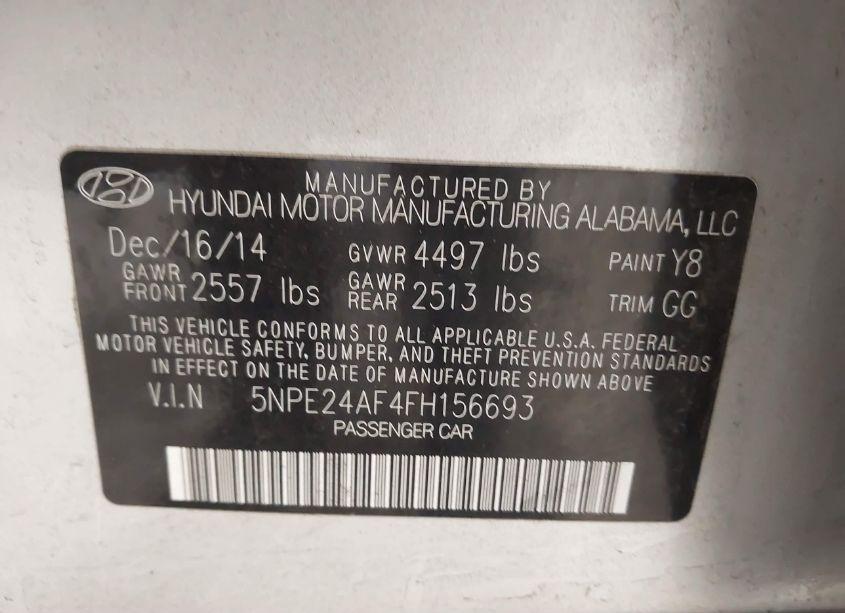 MANUFACTURED BY
HYUNDAI MOTOR MANUFACTURING ALABAMA, LLC
Dec/16/14 GVWR 4497 lbs PAINT Y8
GAWR FRONT 2557 lbs GAWR REAR 2513 lbs TRIM GG
THIS VEHICLE CONFORMS TO ALL APPLICABLE U.S.A. FEDERAL
MOTOR VEHICLE SAFETY, BUMPER, AND THEFT PREVENTION STANDARDS
IN EFFECT ON THE DATE OF MANUFACTURE SHOWN ABOVE
V.I.N 5NPE24AF4FH156693
PASSENGER CAR